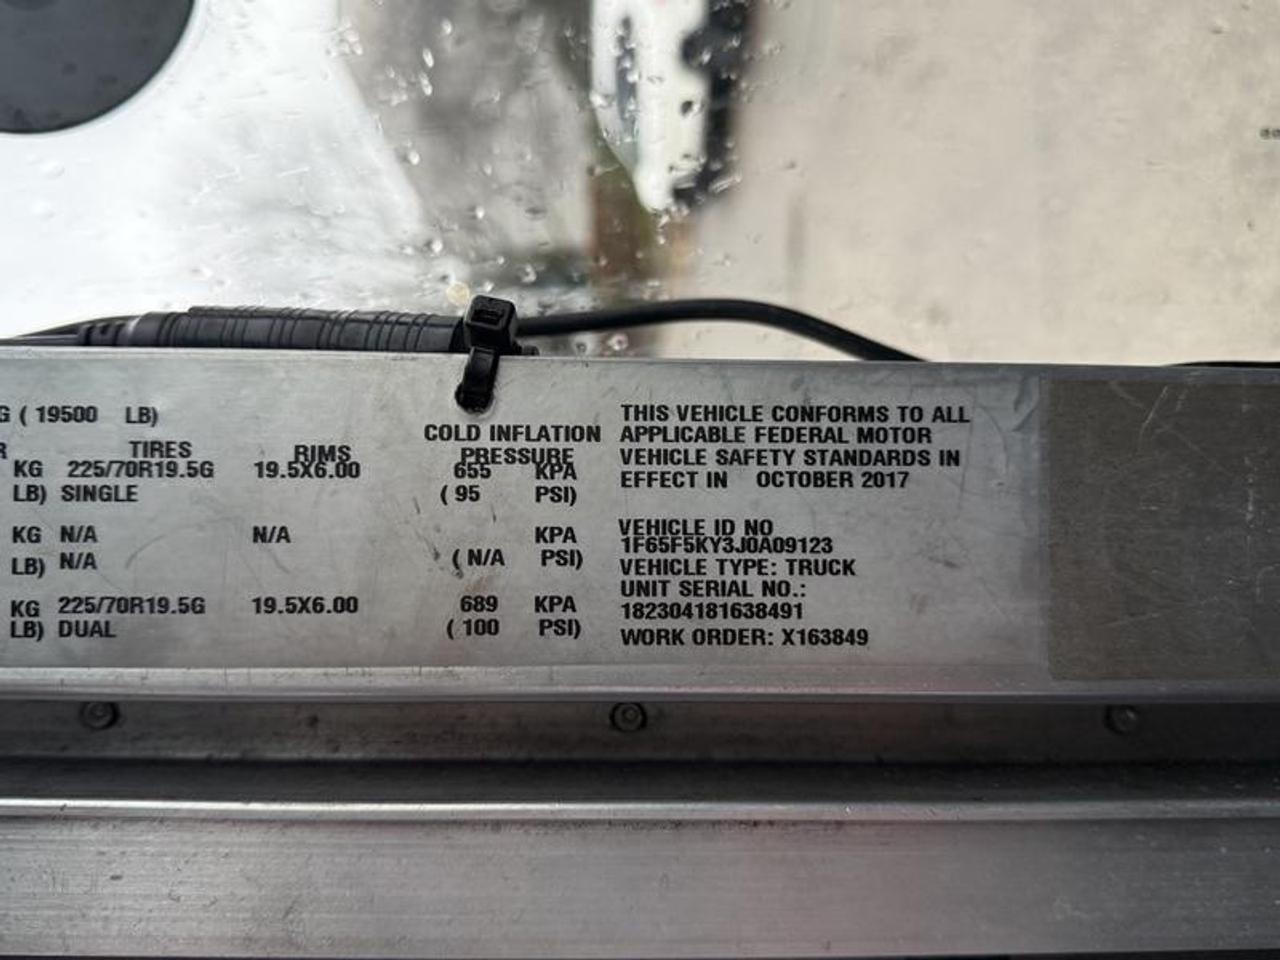 G ( 19500 LB)
R TIRES RIMS COLD INFLATION PRESSURE
KG 225/70R19.5G 19.5X6.00 655 KPA
LB) SINGLE ( 95 PSI)
KG N/A N/A KPA
LB) N/A ( N/A PSI)
KG 225/70R19.5G 19.5X6.00 689 KPA
LB) DUAL ( 100 PSI)
THIS VEHICLE CONFORMS TO ALL
APPLICABLE FEDERAL MOTOR
VEHICLE SAFETY STANDARDS IN
EFFECT IN OCTOBER 2017
VEHICLE ID NO
1F65F5KY3J0A09123
VEHICLE TYPE: TRUCK
UNIT SERIAL NO.:
182304181638491
WORK ORDER: X163849